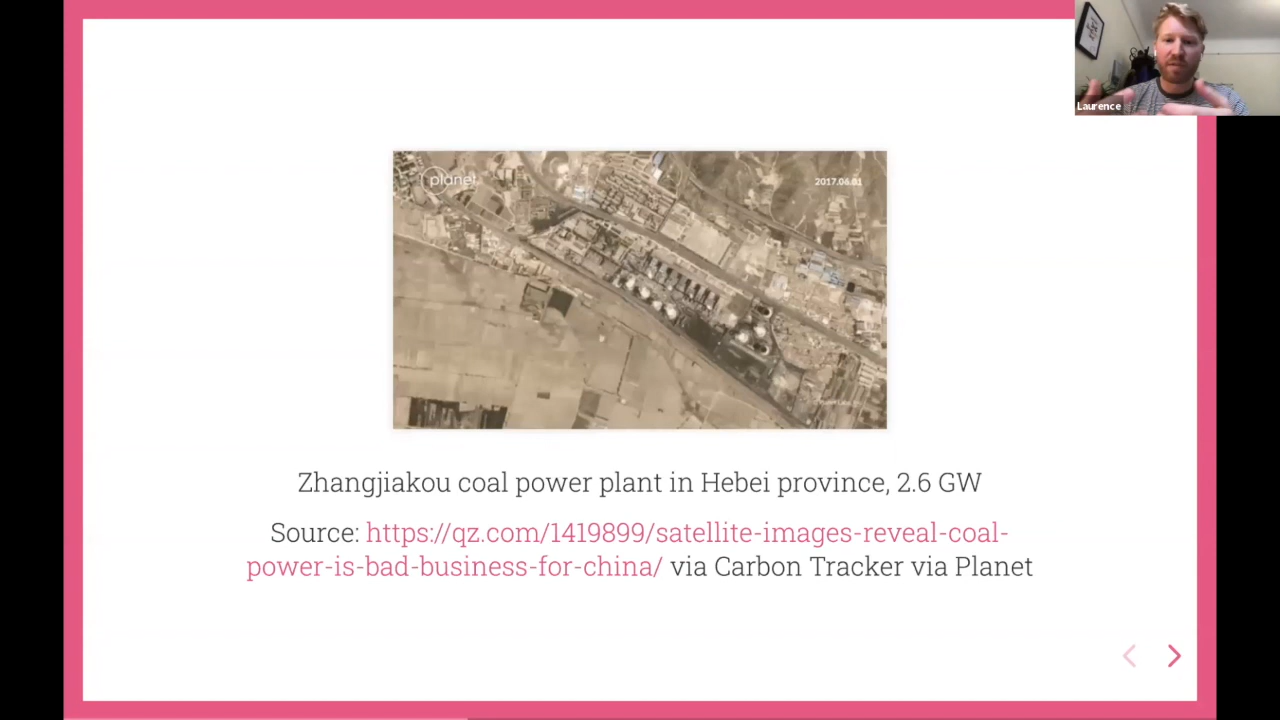 Laurence
planet
2017.06.01
Zhangjiakou coal power plant in Hebei province, 2.6 GW
Source: https://qz.com/1419899/satellite-images-reveal-coal-
power-is-bad-business-for-china/ via Carbon Tracker via Planet